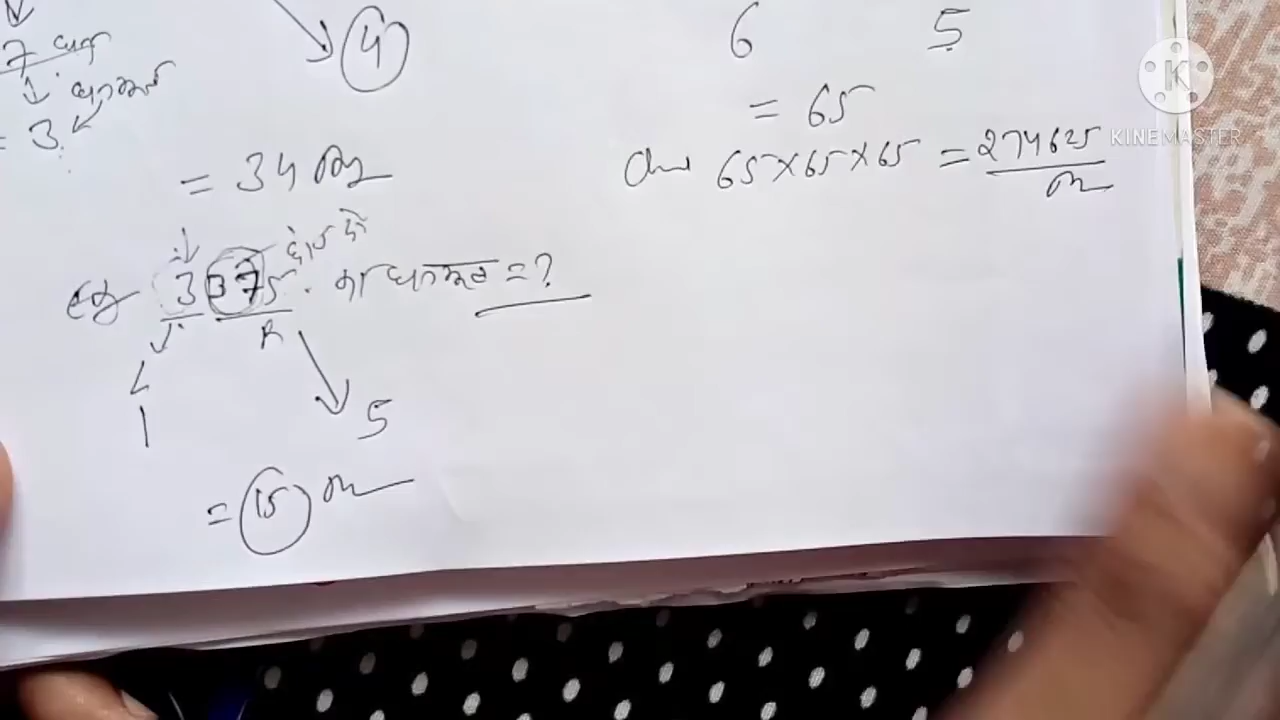 7
घनमूल
= 3
4
= 34 Ans
Eg 3375 का घनमूल = ?
R
1
5
= 15 Ans
6 5
= 65
Ans 65×65×65 = 274625
Ans
K
KINEMASTER